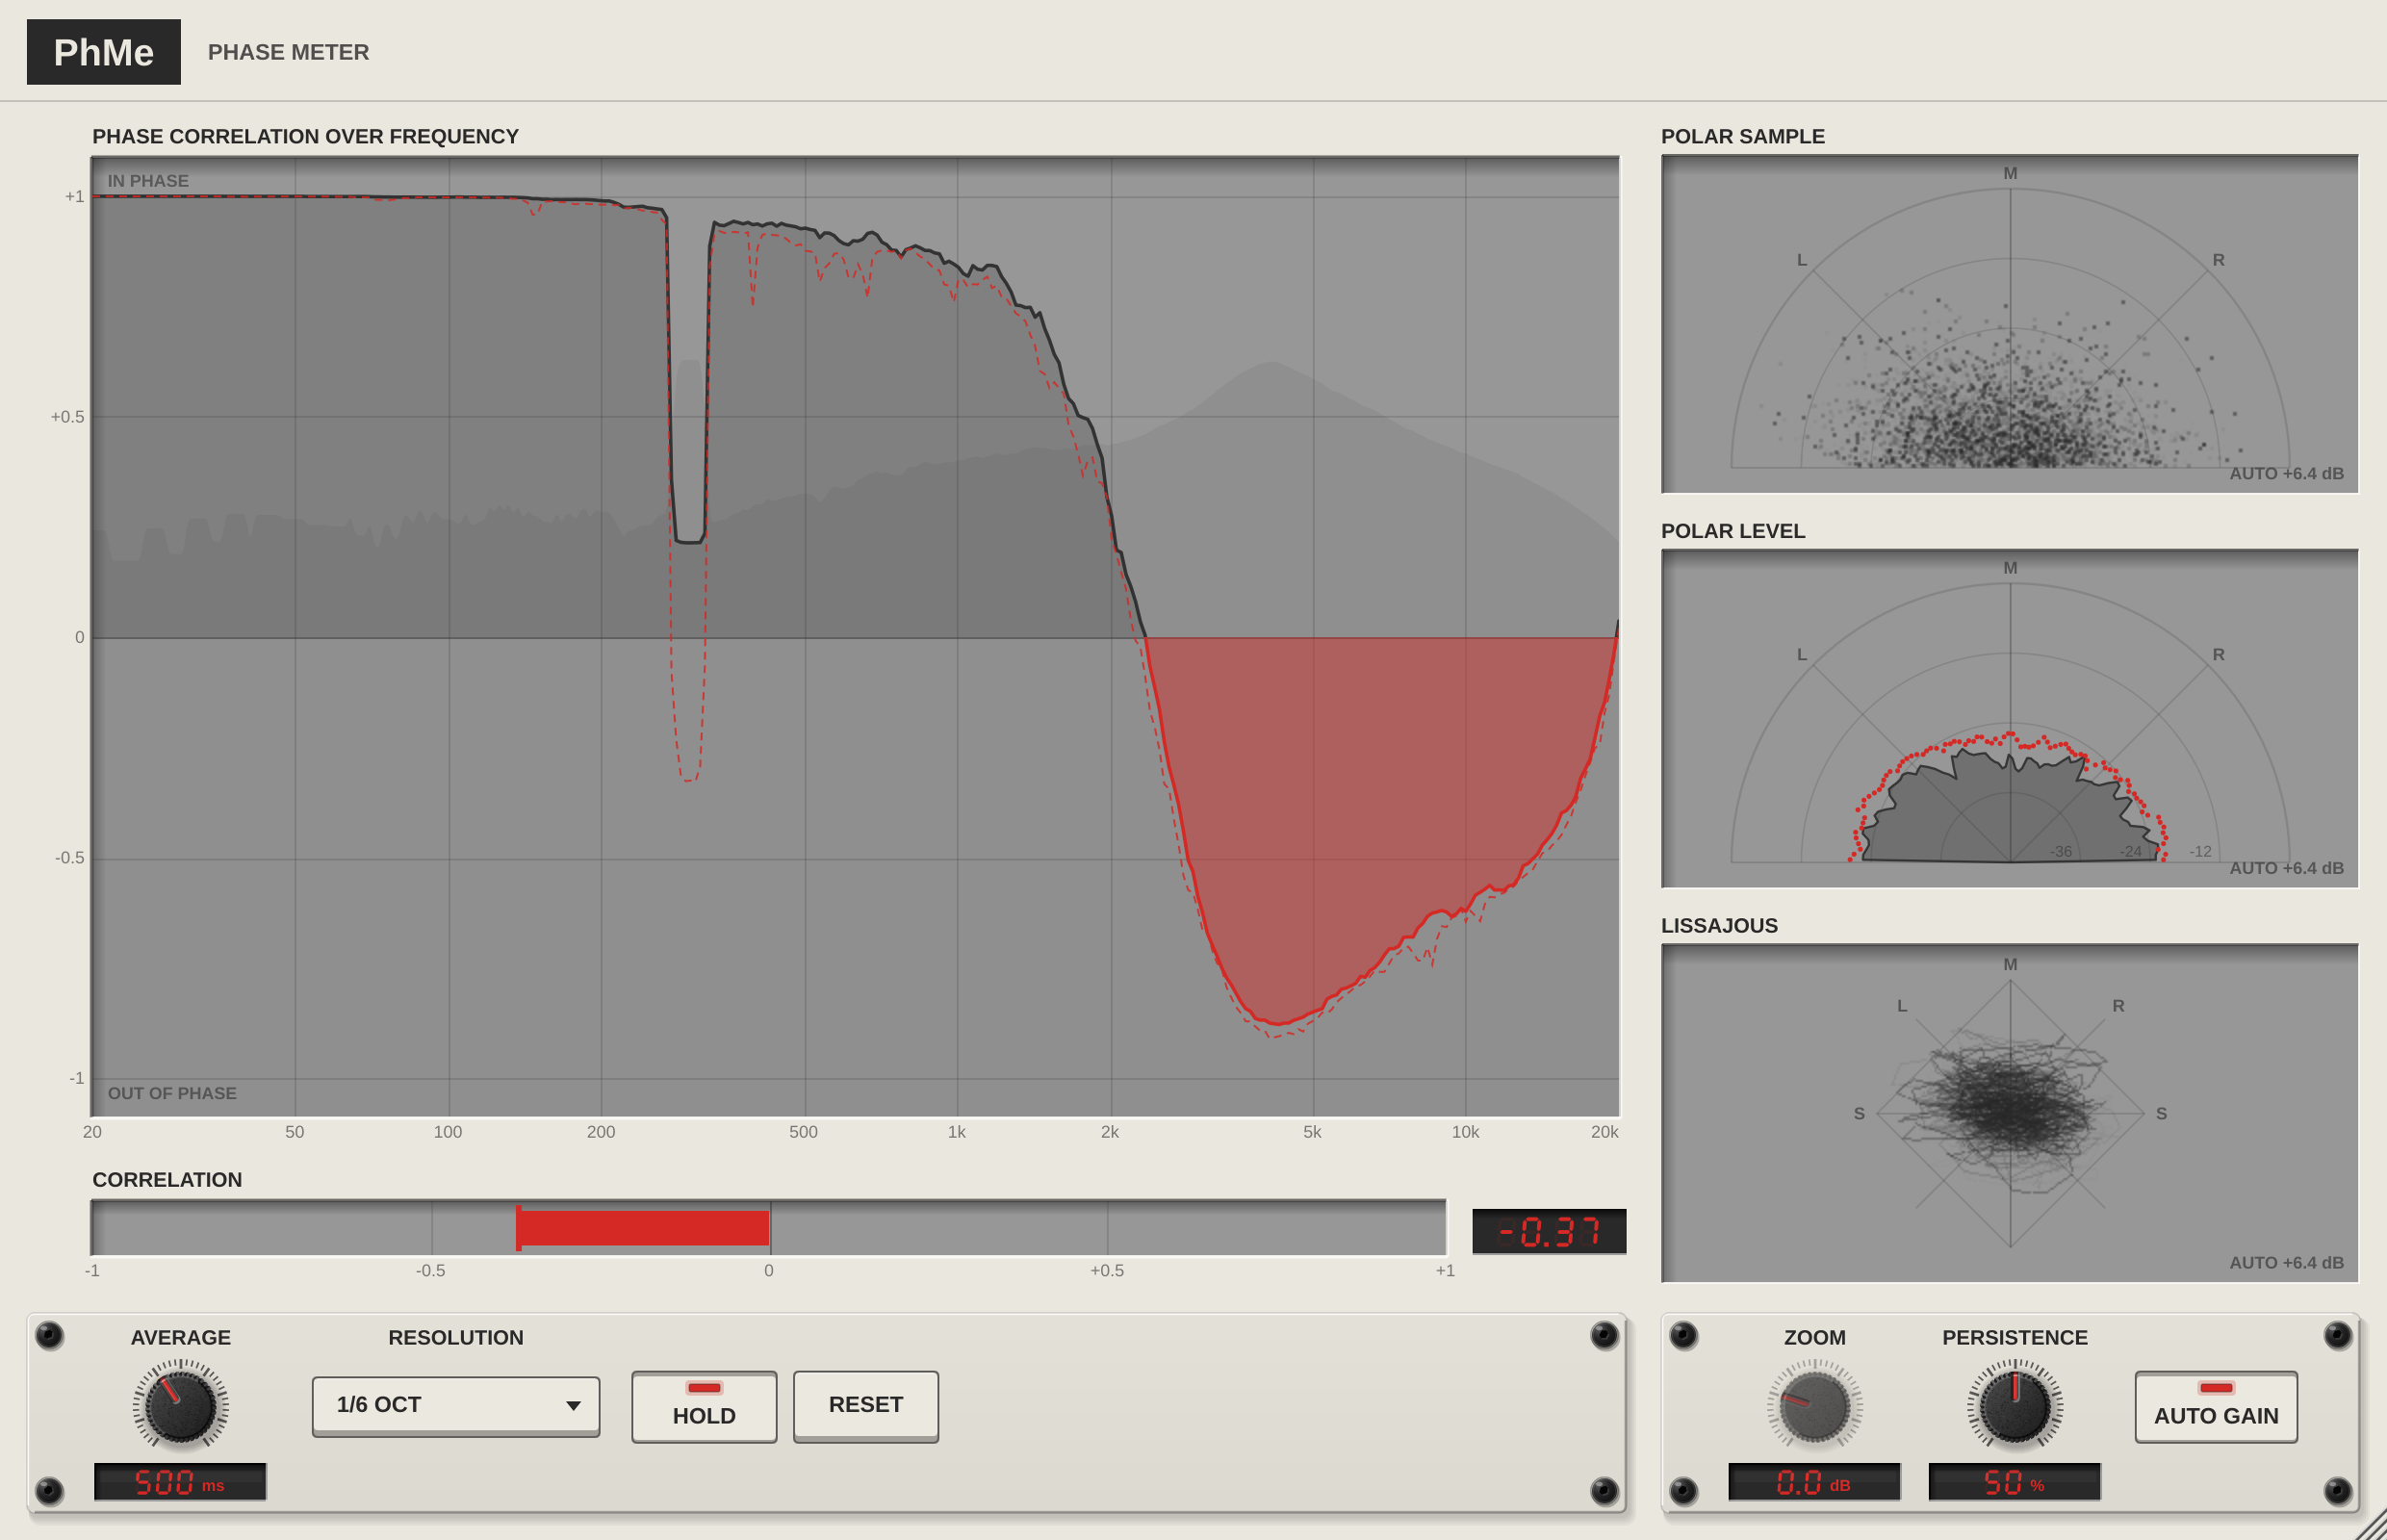 PhMe
PHASE METER
PHASE CORRELATION OVER FREQUENCY
IN PHASE
+1
+0.5
0
-0.5
-1
OUT OF PHASE
20 50 100 200 500 1k 2k 5k 10k 20k
CORRELATION
-0.37
-1 -0.5 0 +0.5 +1
POLAR SAMPLE
M
L R
AUTO +6.4 dB
POLAR LEVEL
M
L R
-36 -24 -12
AUTO +6.4 dB
LISSAJOUS
M
L R
S S
AUTO +6.4 dB
AVERAGE
500 ms
RESOLUTION
1/6 OCT
HOLD
RESET
ZOOM
0.0 dB
PERSISTENCE
50 %
AUTO GAIN